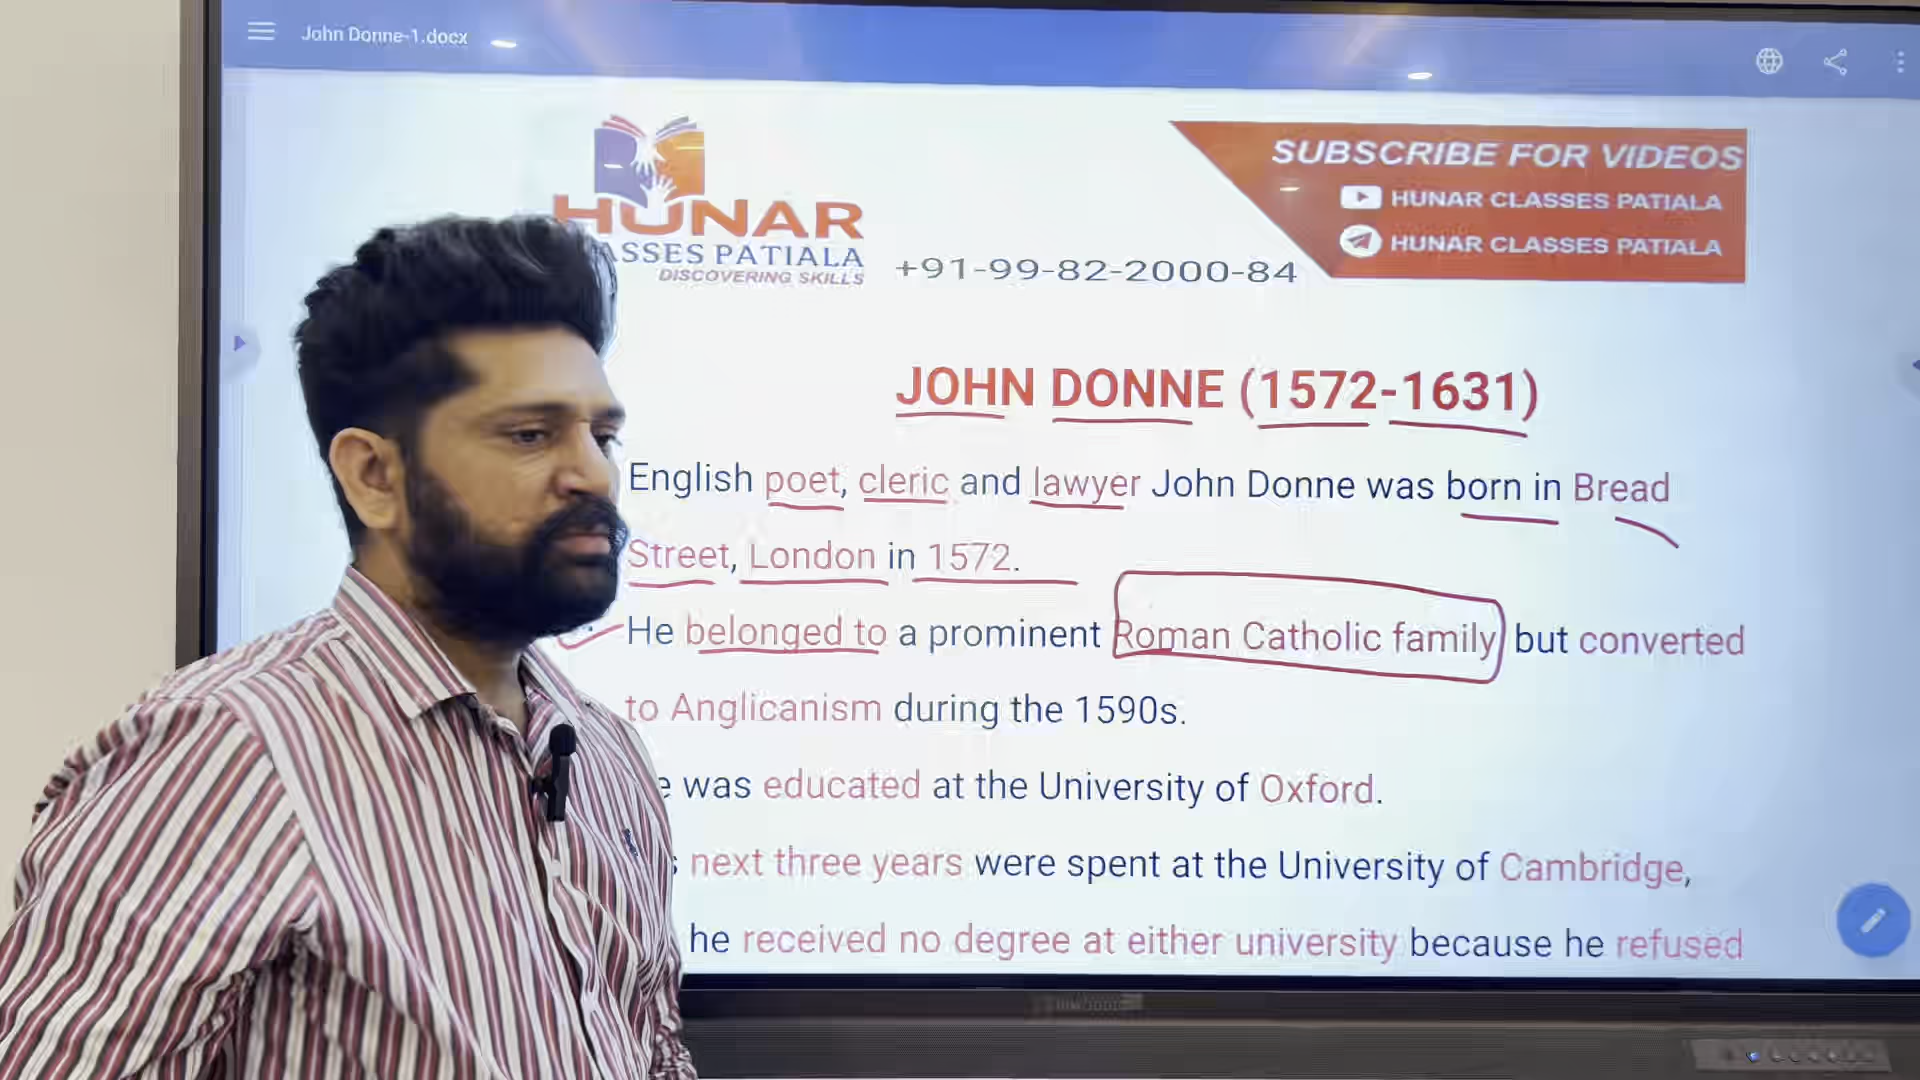 John Donne-1.docx
HUNAR
ASSES PATIALA
DISCOVERING SKILLS
+91-99-82-2000-84
SUBSCRIBE FOR VIDEOS
HUNAR CLASSES PATIALA
HUNAR CLASSES PATIALA
JOHN DONNE (1572-1631)
English poet, cleric and lawyer John Donne was born in Bread
Street, London in 1572.
He belonged to a prominent Roman Catholic family but converted
to Anglicanism during the 1590s.
e was educated at the University of Oxford.
s next three years were spent at the University of Cambridge,
he received no degree at either university because he refused